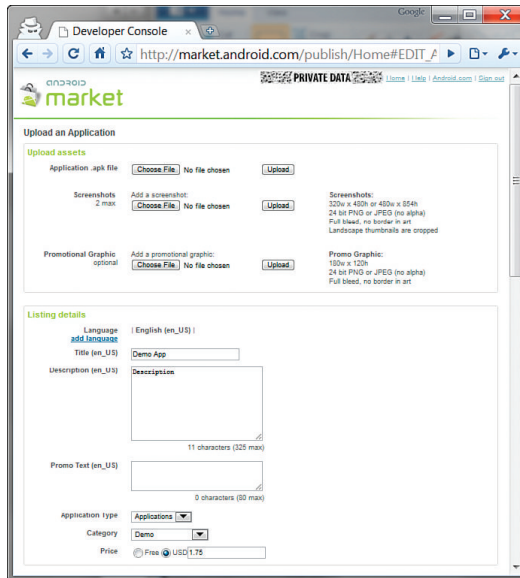 Google
Developer Console
http://market.android.com/publish/Home#EDIT_A
PRIVATE DATA Home | Help | Android.com | Sign out
android
market
Upload an Application
Upload assets
Application .apk file Choose File No file chosen Upload
Screenshots Add a screenshot: Screenshots:
2 max Choose File No file chosen Upload 320w x 480h or 480w x 854h
24 bit PNG or JPEG (no alpha)
Full bleed, no border in art
Landscape thumbnails are cropped
Promotional Graphic Add a promotional graphic: Promo Graphic:
optional Choose File No file chosen Upload 180w x 120h
24 bit PNG or JPEG (no alpha)
Full bleed, no border in art
Listing details
Language | English (en_US) |
add language
Title (en_US) Demo App
Description (en_US) Description
11 characters (325 max)
Promo Text (en_US)
0 characters (80 max)
Application Type Applications
Category Demo
Price Free USD 1.75